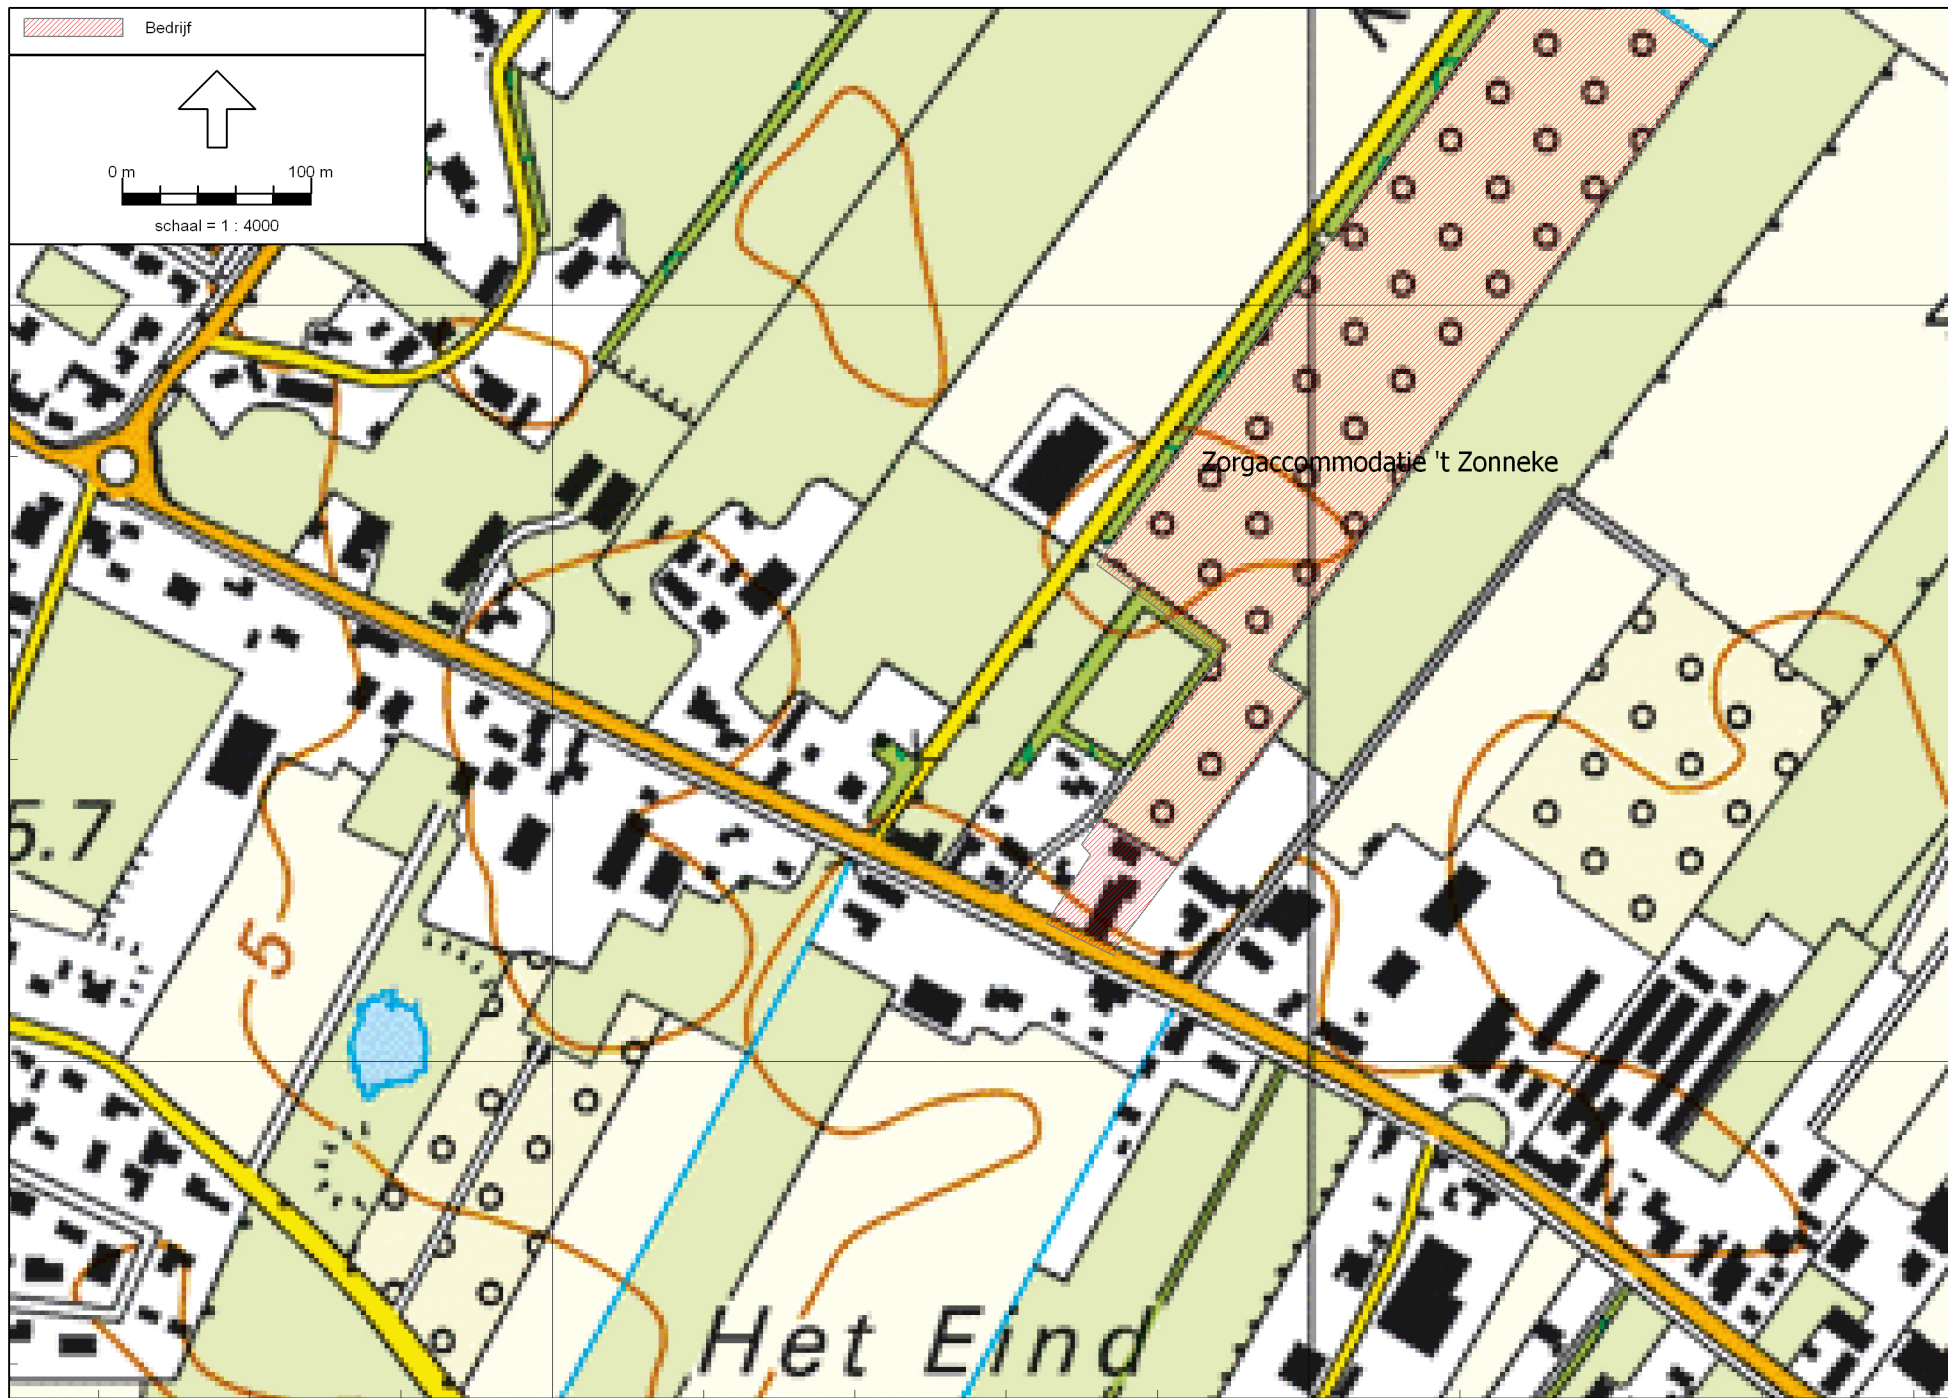 Bedrijf
0 m 100 m
schaal = 1 : 4000
Zorgaccommodatie 't Zonneke
5.7
5
Het Eind